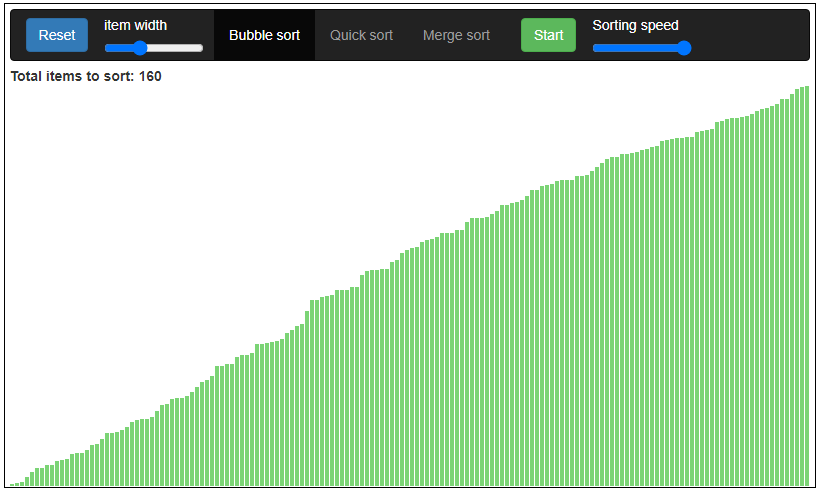 Reset item width Bubble sort Quick sort Merge sort Start Sorting speed
Total items to sort: 160